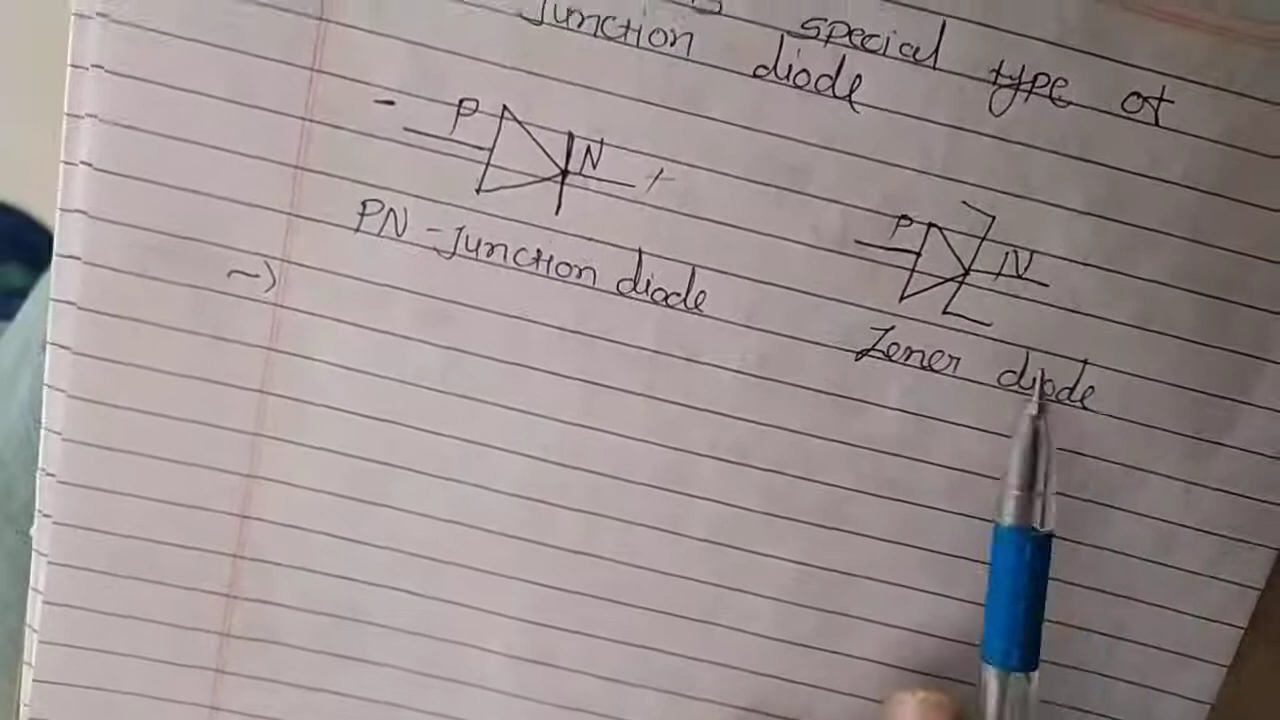 special type of
Junction diode
- P N +
PN-Junction diode
P N
Zener diode